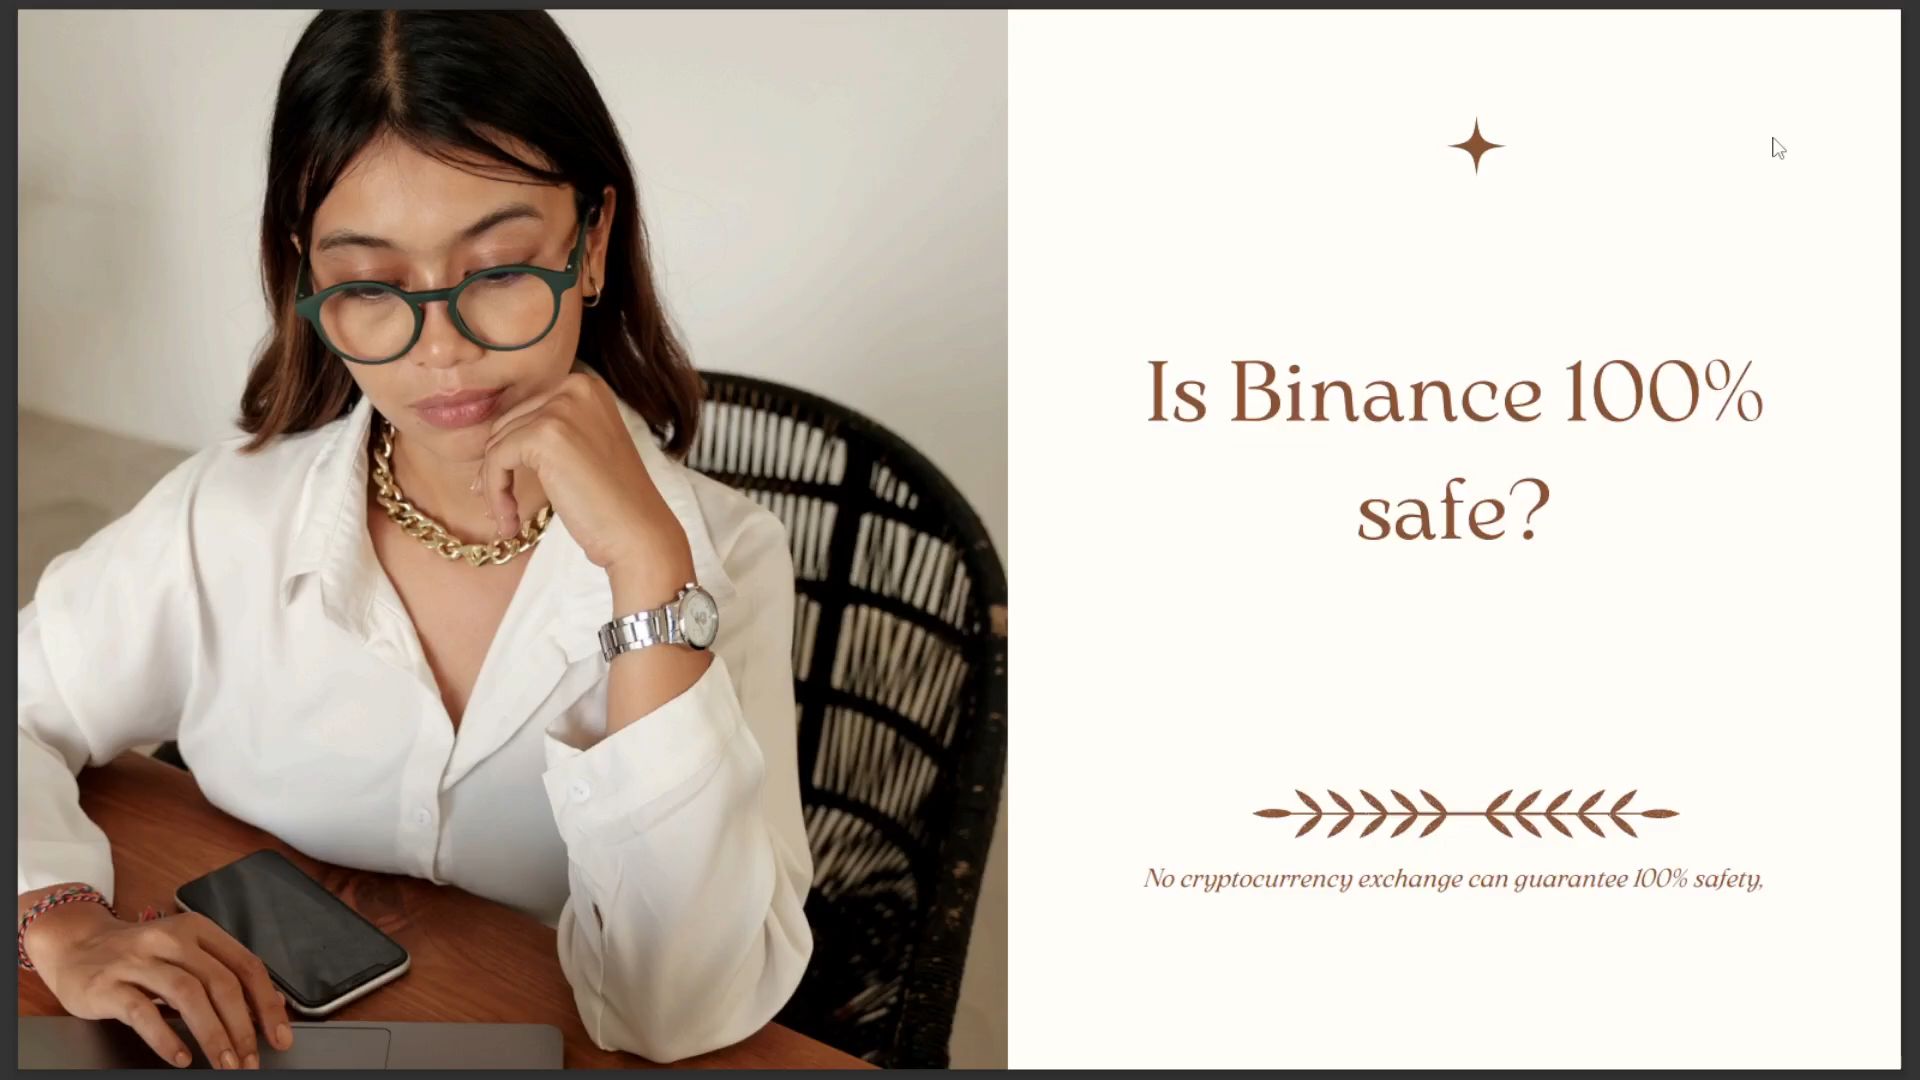 Is Binance 100%
safe?
No cryptocurrency exchange can guarantee 100% safety,